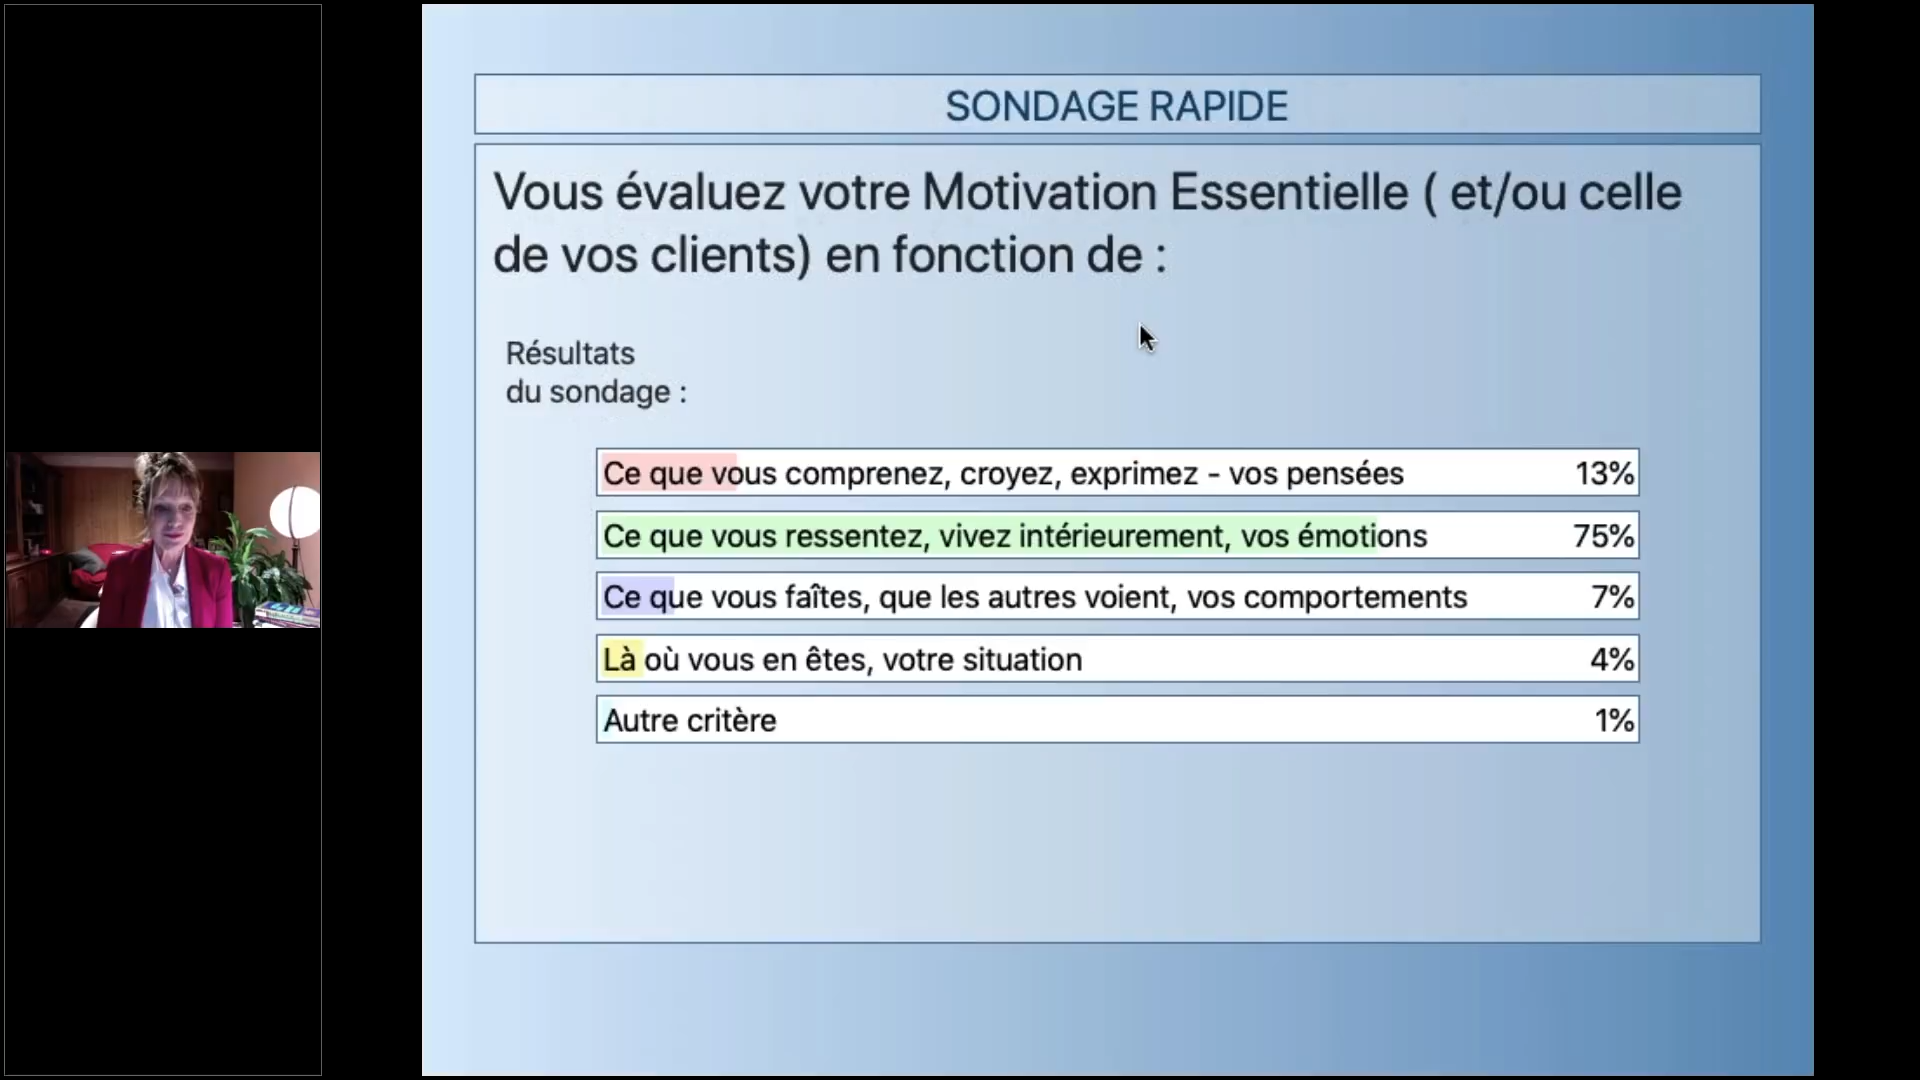 SONDAGE RAPIDE
Vous évaluez votre Motivation Essentielle ( et/ou celle
de vos clients) en fonction de :
Résultats
du sondage :
Ce que vous comprenez, croyez, exprimez - vos pensées 13%
Ce que vous ressentez, vivez intérieurement, vos émotions 75%
Ce que vous faîtes, que les autres voient, vos comportements 7%
Là où vous en êtes, votre situation 4%
Autre critère 1%